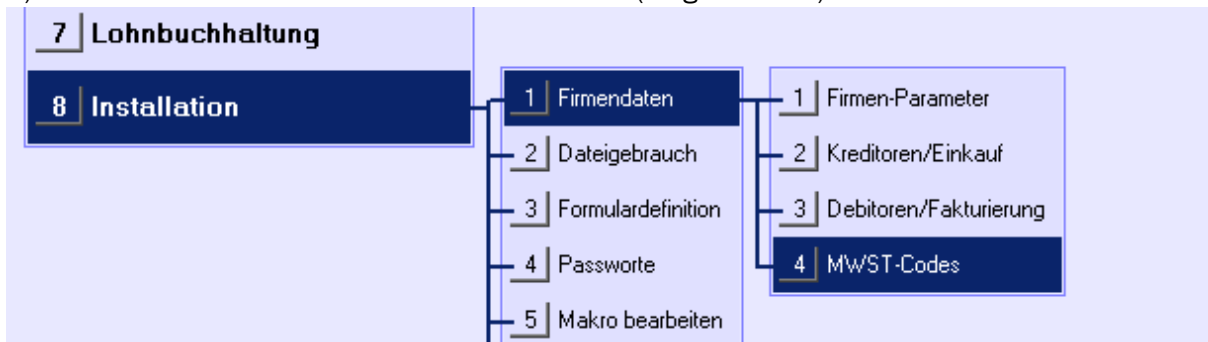 7 Lohnbuchhaltung
8 Installation
1 Firmendaten
2 Dateigebrauch
3 Formulardefinition
4 Passworte
5 Makro bearbeiten
1 Firmen-Parameter
2 Kreditoren/Einkauf
3 Debitoren/Fakturierung
4 MWST-Codes